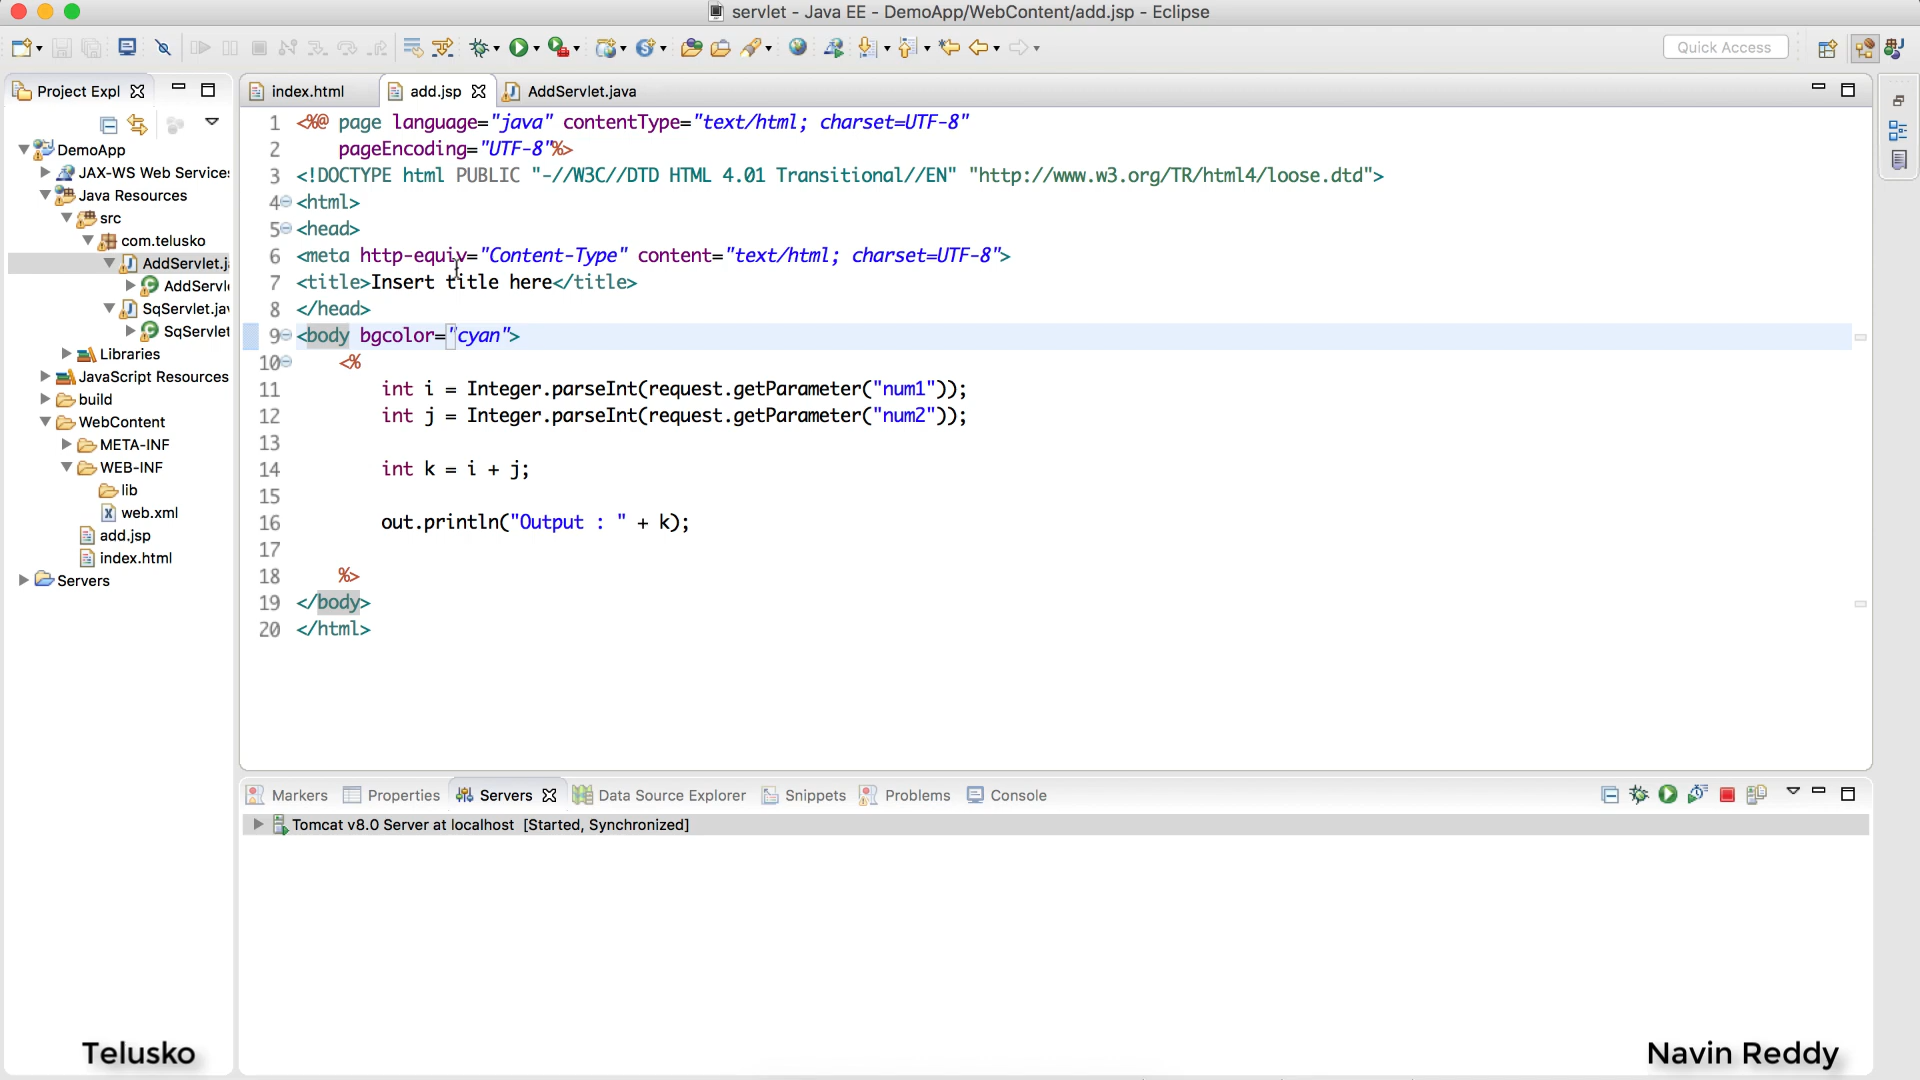 servlet - Java EE - DemoApp/WebContent/add.jsp - Eclipse
Quick Access
Project Expl
DemoApp
JAX-WS Web Services
Java Resources
src
com.telusko
AddServlet.j
AddServl
SqServlet.jav
SqServlet
Libraries
JavaScript Resources
build
WebContent
META-INF
WEB-INF
lib
web.xml
add.jsp
index.html
Servers
index.html
add.jsp
AddServlet.java
1 <%@ page language="java" contentType="text/html; charset=UTF-8"
2 pageEncoding="UTF-8"%>
3 <!DOCTYPE html PUBLIC "-//W3C//DTD HTML 4.01 Transitional//EN" "http://www.w3.org/TR/html4/loose.dtd">
4 <html>
5 <head>
6 <meta http-equiv="Content-Type" content="text/html; charset=UTF-8">
7 <title>Insert title here</title>
8 </head>
9 <body bgcolor="cyan">
10 <%
11 int i = Integer.parseInt(request.getParameter("num1"));
12 int j = Integer.parseInt(request.getParameter("num2"));
13
14 int k = i + j;
15
16 out.println("Output : " + k);
17
18 %>
19 </body>
20 </html>
Markers
Properties
Servers
Data Source Explorer
Snippets
Problems
Console
Tomcat v8.0 Server at localhost [Started, Synchronized]
Telusko
Navin Reddy